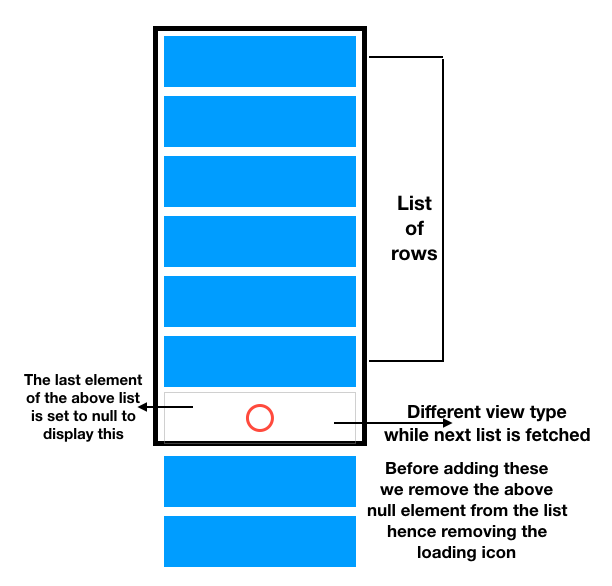 List
of
rows
The last element
of the above list
is set to null to
display this
Different view type
while next list is fetched
Before adding these
we remove the above
null element from the list
hence removing the
loading icon